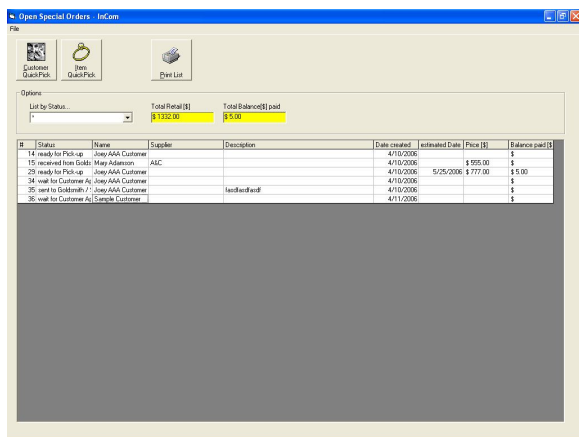 Open Special Orders - InCom
File
Customer QuickPick
Item QuickPick
Print List
Options
List by Status...
Total Retail [$]
Total Balance[$] paid
*
$ 1332.00
$ 5.00
# Status Name Supplier Description Date created estimated Date Price [$] Balance paid [$
14 ready for Pick-up Joey AAA Customer 4/10/2006 $
15 received from Golds Mary Adamson A&C 4/10/2006 $ 555.00 $
29 ready for Pick-up Joey AAA Customer 4/10/2006 5/25/2006 $ 777.00 $ 5.00
34 wait for Customer Ap Joey AAA Customer 4/10/2006 $
35 sent to Goldsmith / Joey AAA Customer 4/10/2006 $
36 wait for Customer Ap Sample Customer 4/11/2006 $